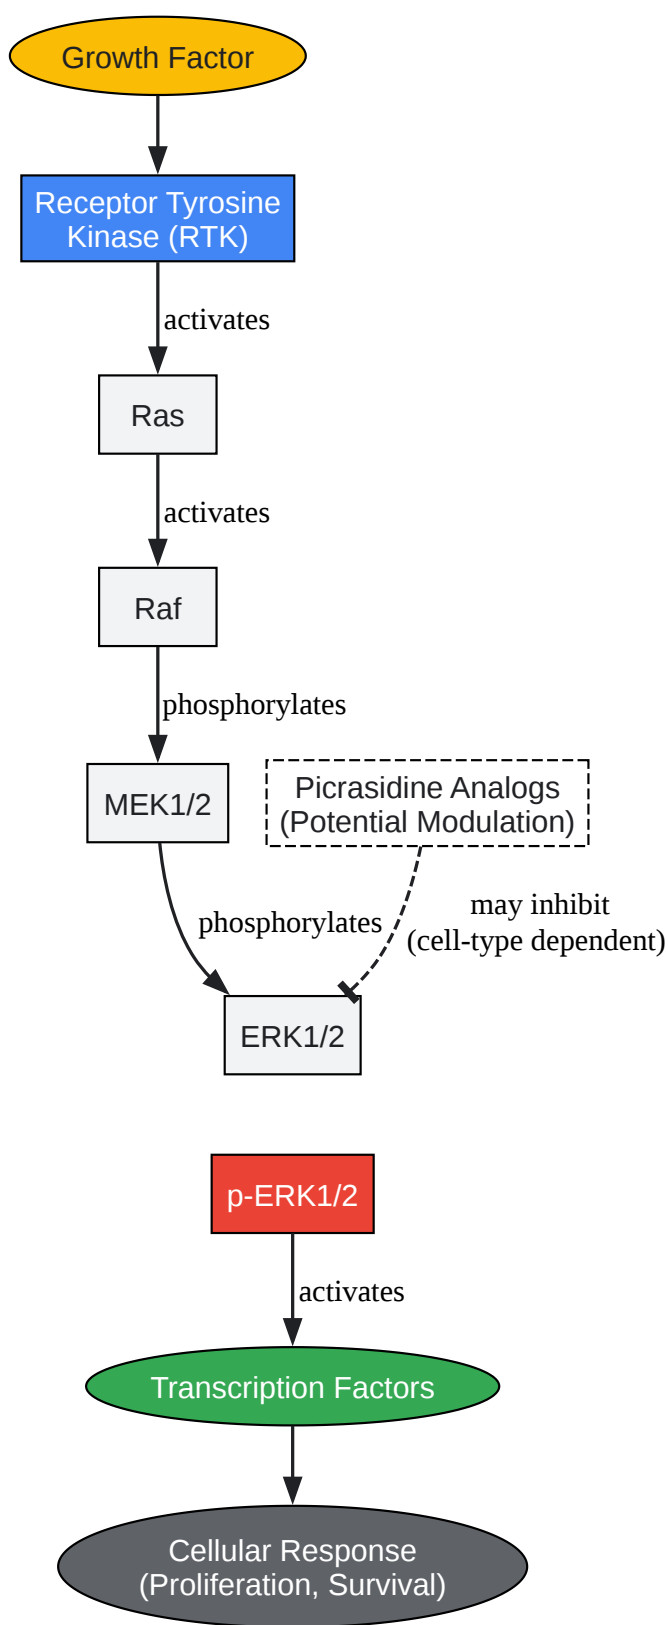 Growth Factor
Receptor Tyrosine
Kinase (RTK)
activates
Ras
activates
Raf
phosphorylates
MEK1/2
Picrasidine Analogs
(Potential Modulation)
phosphorylates
may inhibit
(cell-type dependent)
ERK1/2
p-ERK1/2
activates
Transcription Factors
Cellular Response
(Proliferation, Survival)